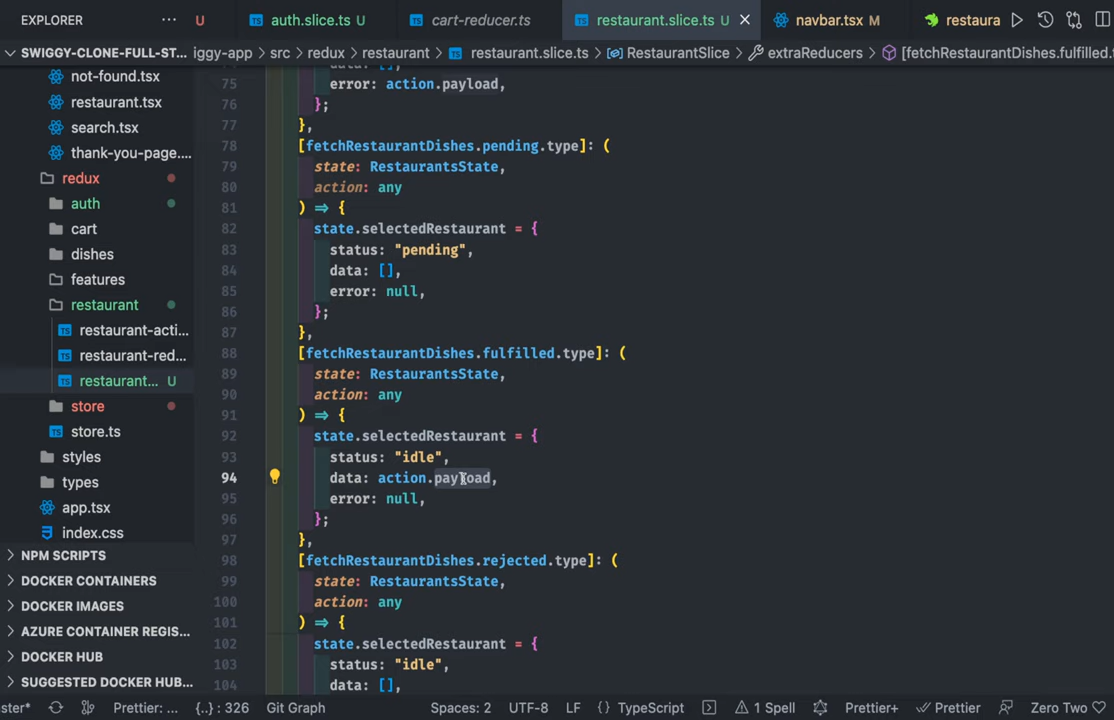 EXPLORER ··· U auth.slice.ts U cart-reducer.ts restaurant.slice.ts U navbar.tsx M restaura
SWIGGY-CLONE-FULL-ST... iggy-app > src > redux > restaurant > restaurant.slice.ts > RestaurantSlice > extraReducers > [fetchRestaurantDishes.fulfilled.t
not-found.tsx
restaurant.tsx
search.tsx
thank-you-page....
redux
auth
cart
dishes
features
restaurant
restaurant-acti...
restaurant-red...
restaurant... U
store
store.ts
styles
types
app.tsx
index.css
NPM SCRIPTS
DOCKER CONTAINERS
DOCKER IMAGES
AZURE CONTAINER REGIS...
DOCKER HUB
SUGGESTED DOCKER HUB...
data: [],
75 error: action.payload,
76 };
77 },
78 [fetchRestaurantDishes.pending.type]: (
79 state: RestaurantsState,
80 action: any
81 ) => {
82 state.selectedRestaurant = {
83 status: "pending",
84 data: [],
85 error: null,
86 };
87 },
88 [fetchRestaurantDishes.fulfilled.type]: (
89 state: RestaurantsState,
90 action: any
91 ) => {
92 state.selectedRestaurant = {
93 status: "idle",
94 data: action.payload,
95 error: null,
96 };
97 },
98 [fetchRestaurantDishes.rejected.type]: (
99 state: RestaurantsState,
100 action: any
101 ) => {
102 state.selectedRestaurant = {
103 status: "idle",
104 data: [],
ster* Prettier: ... {..} : 326 Git Graph Spaces: 2 UTF-8 LF {} TypeScript 1 Spell Prettier+ Prettier Zero Two